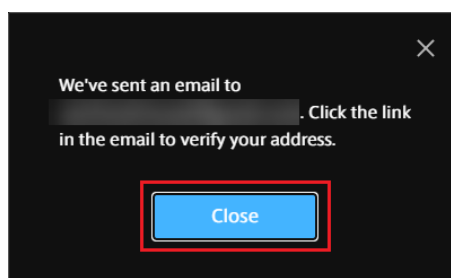 We've sent an email to
. Click the link
in the email to verify your address.
Close